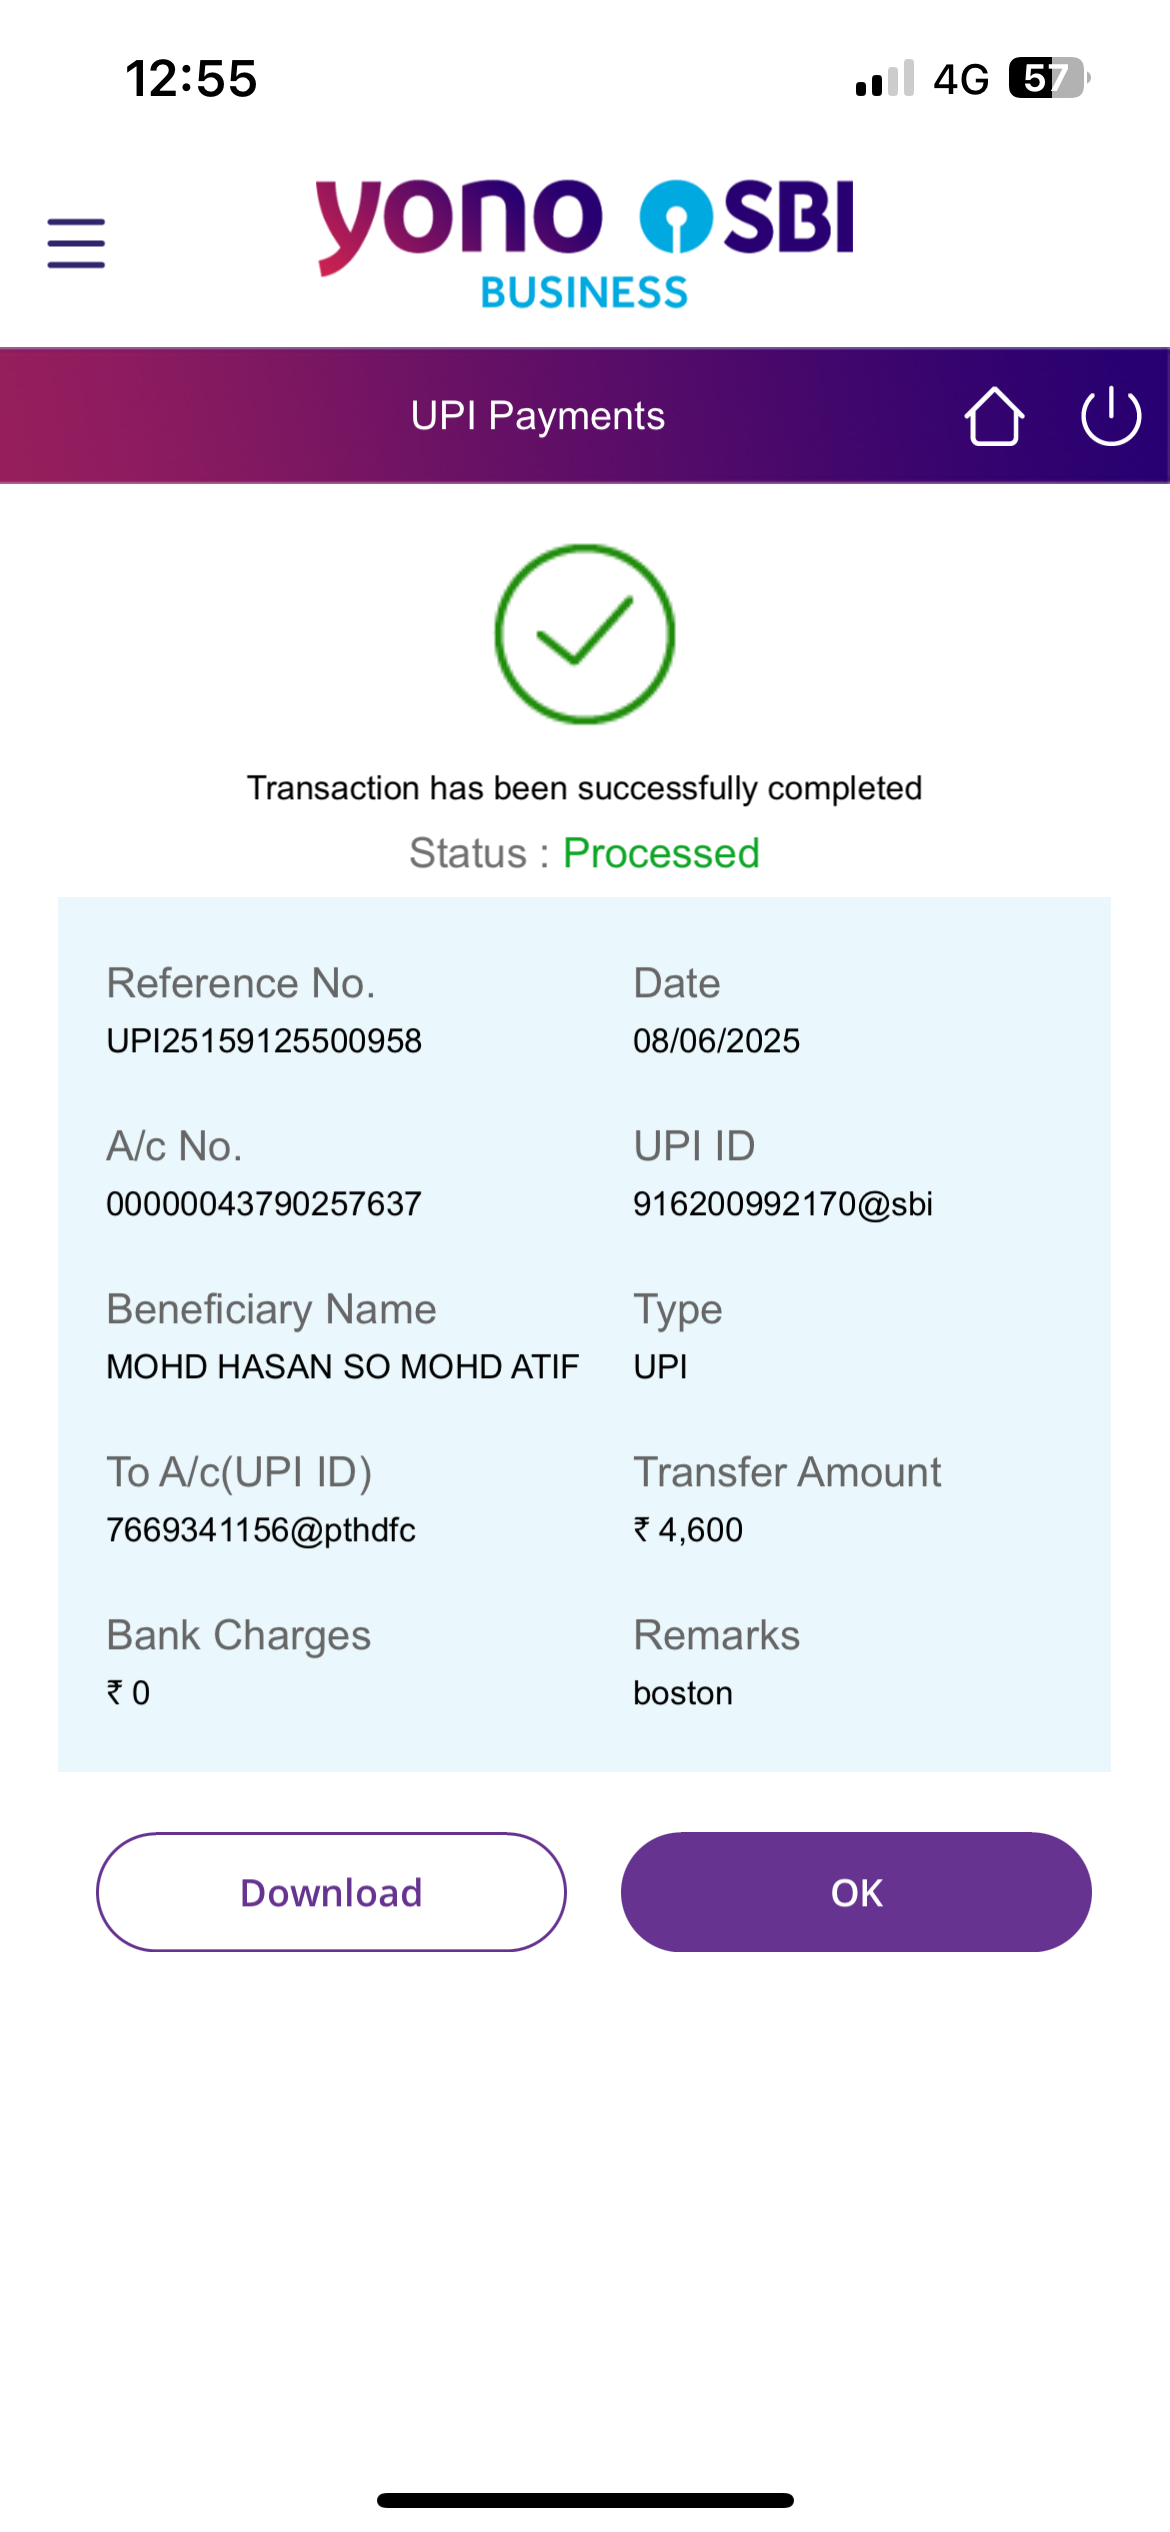 12:55
4G 57
yono SBI
BUSINESS
UPI Payments
Transaction has been successfully completed
Status : Processed
Reference No. Date
UPI25159125500958 08/06/2025
A/c No. UPI ID
00000043790257637 916200992170@sbi
Beneficiary Name Type
MOHD HASAN SO MOHD ATIF UPI
To A/c(UPI ID) Transfer Amount
7669341156@pthdfc ₹ 4,600
Bank Charges Remarks
₹ 0 boston
Download OK